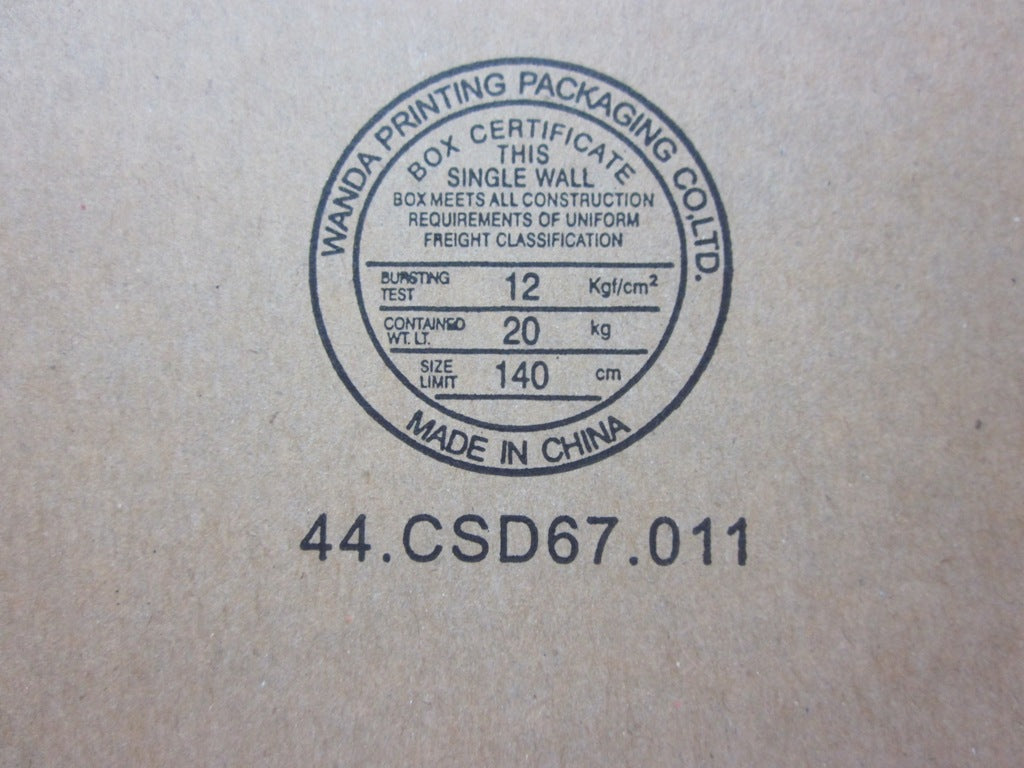 WANDA PRINTING PACKAGING CO,LTD.
BOX CERTIFICATE
THIS
SINGLE WALL
BOX MEETS ALL CONSTRUCTION
REQUIREMENTS OF UNIFORM
FREIGHT CLASSIFICATION
BURSTING TEST 12 Kgf/cm²
CONTAINED WT. LT. 20 kg
SIZE LIMIT 140 cm
MADE IN CHINA
44.CSD67.011